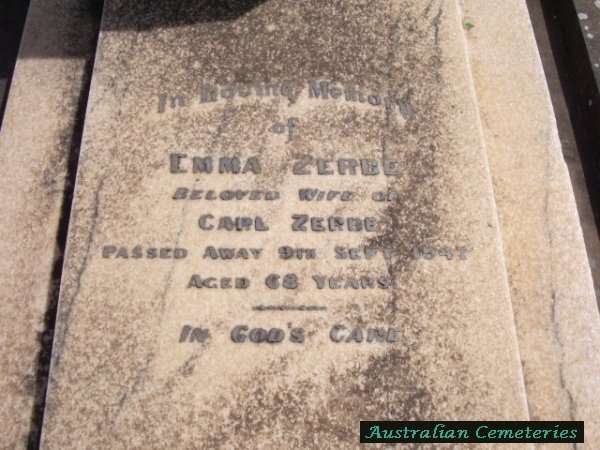 In Loving Memory
of
EMMA ZERBE
BELOVED WIFE OF
CARL ZERBE
PASSED AWAY 9TH SEPT. 1947
AGED 68 YEARS
IN GOD'S CARE
Australian Cemeteries